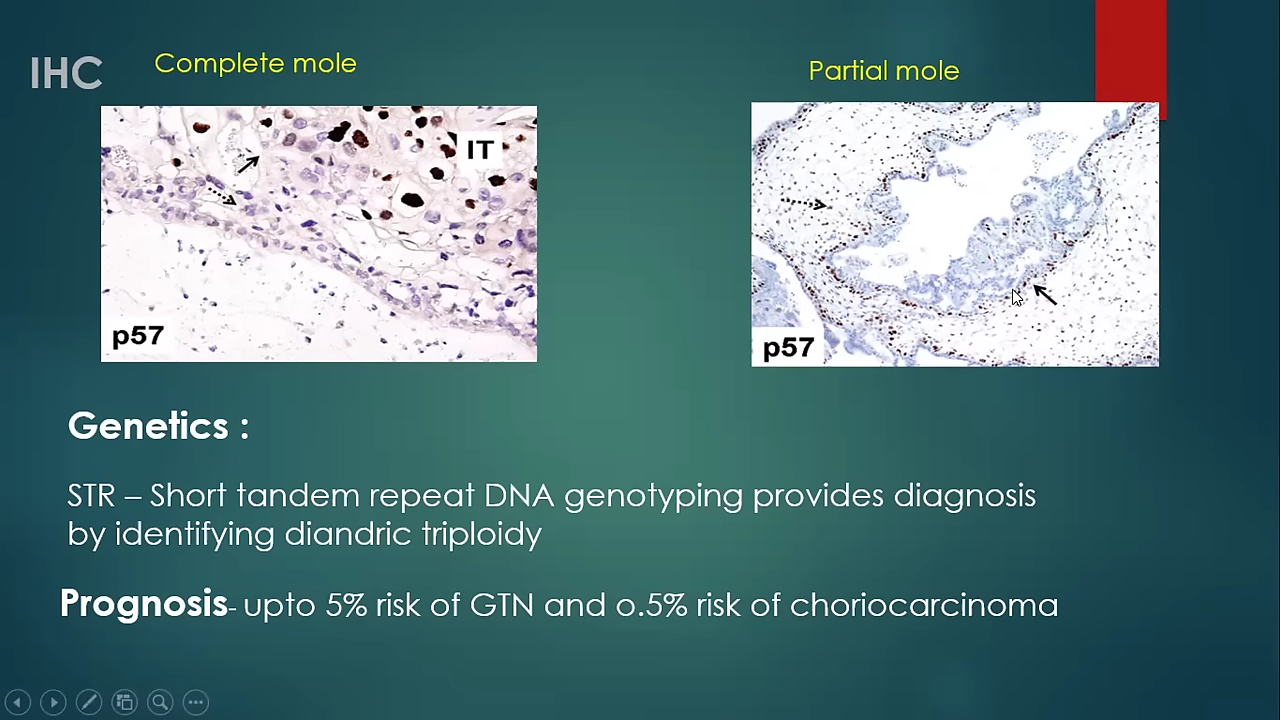 IHC
Complete mole
Partial mole
IT
p57
p57
Genetics :
STR – Short tandem repeat DNA genotyping provides diagnosis
by identifying diandric triploidy
Prognosis- upto 5% risk of GTN and o.5% risk of choriocarcinoma